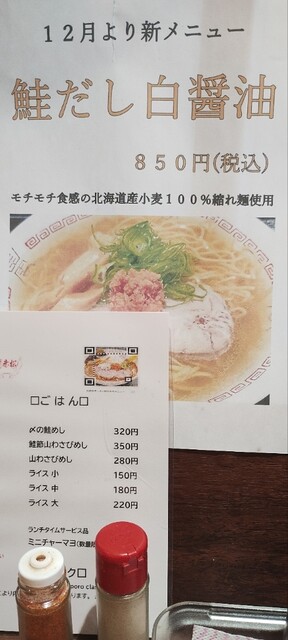 12月より新メニュー
鮭だし白醤油
850円(税込)
モチモチ食感の北海道産小麦100%縮れ麺使用
口ごはん口
〆の鮭めし 320円
鮭節山わさびめし 350円
山わさびめし 280円
ライス 小 150円
ライス 中 180円
ライス 大 220円
ランチタイムサービス品
ミニチャーマヨ(数量限